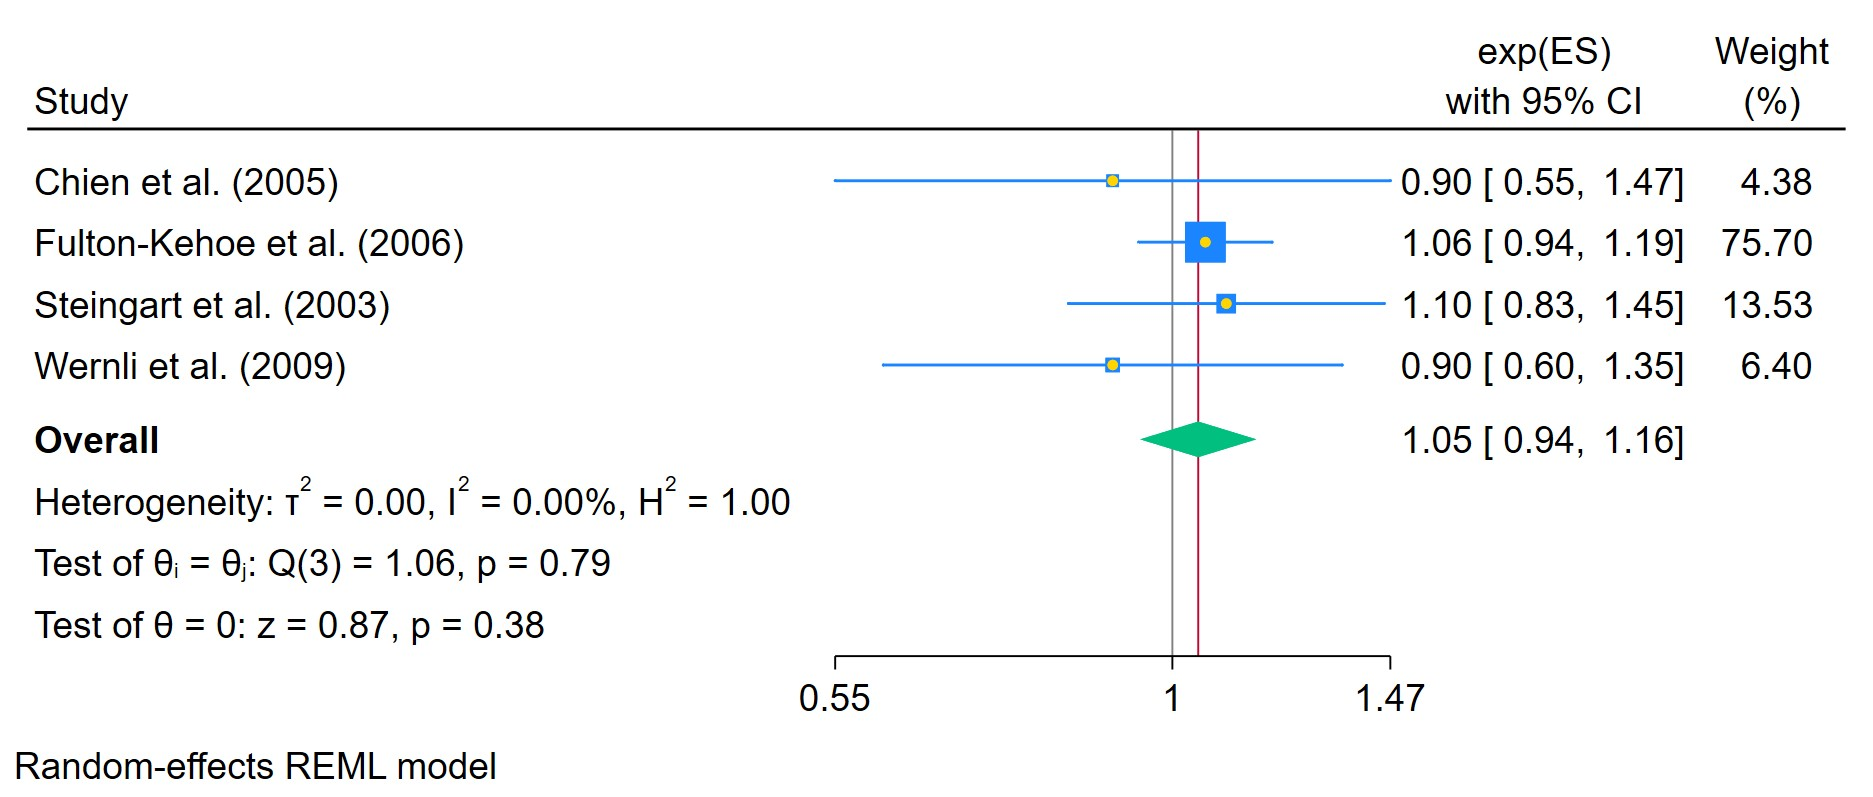 exp(ES) Weight
Study with 95% CI (%)
Chien et al. (2005) 0.90 [ 0.55, 1.47] 4.38
Fulton-Kehoe et al. (2006) 1.06 [ 0.94, 1.19] 75.70
Steingart et al. (2003) 1.10 [ 0.83, 1.45] 13.53
Wernli et al. (2009) 0.90 [ 0.60, 1.35] 6.40
Overall 1.05 [ 0.94, 1.16]
Heterogeneity: τ² = 0.00, I² = 0.00%, H² = 1.00
Test of θᵢ = θⱼ: Q(3) = 1.06, p = 0.79
Test of θ = 0: z = 0.87, p = 0.38
0.55 1 1.47
Random-effects REML model